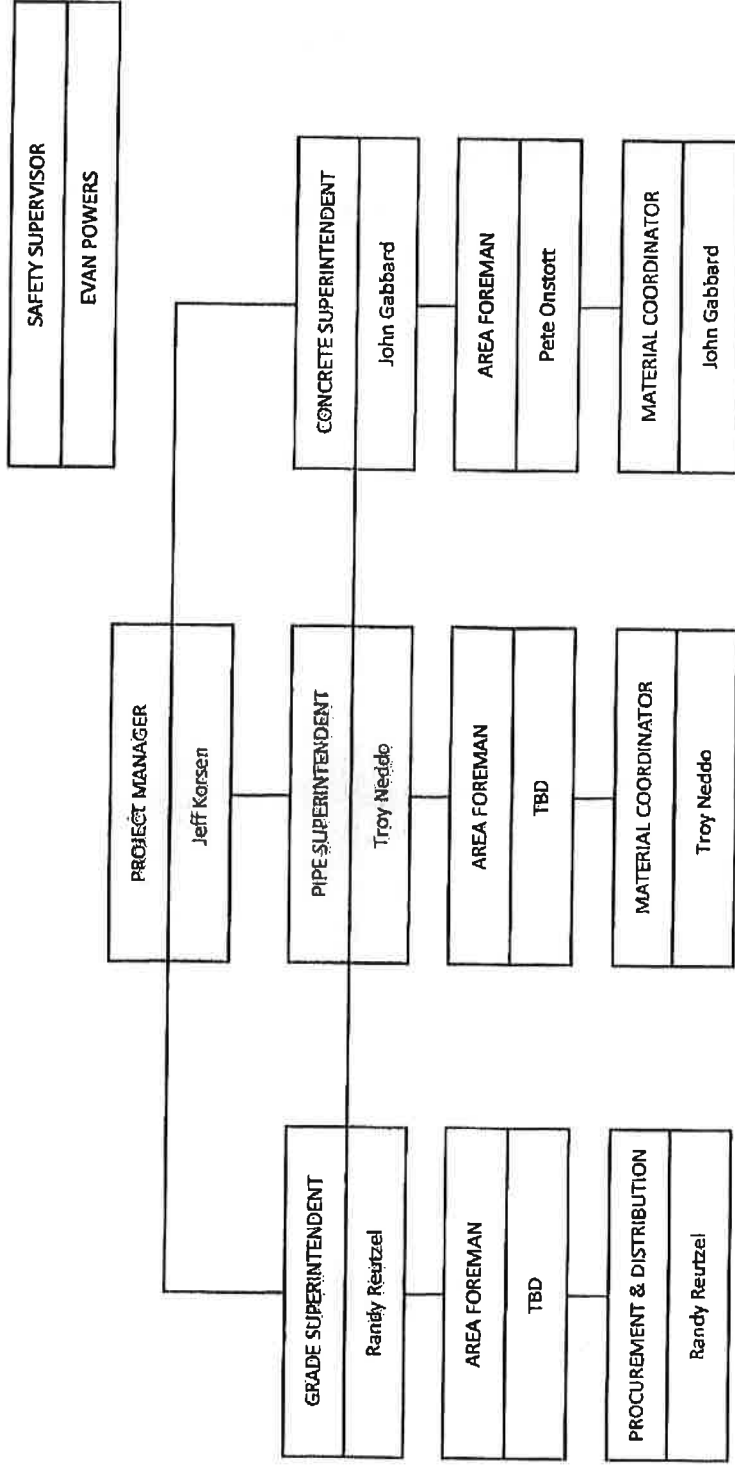 SAFETY SUPERVISOR
EVAN POWERS
PROJECT MANAGER
Jeff Korsen
GRADE SUPERINTENDENT
Randy Reutzel
PIPE SUPERINTENDENT
Troy Neddo
CONCRETE SUPERINTENDENT
John Gabbard
AREA FOREMAN
TBD
AREA FOREMAN
TBD
AREA FOREMAN
Pete Onstott
PROCUREMENT & DISTRIBUTION
Randy Reutzel
MATERIAL COORDINATOR
Troy Neddo
MATERIAL COORDINATOR
John Gabbard